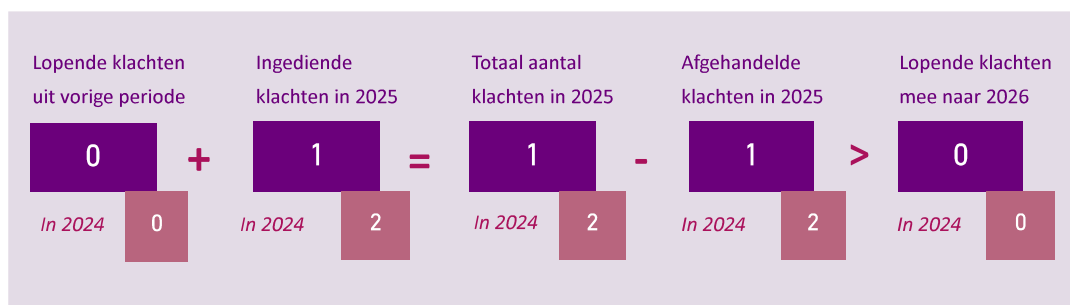 Lopende klachten
uit vorige periode
0
In 2024 0
+
Ingediende
klachten in 2025
1
In 2024 2
=
Totaal aantal
klachten in 2025
1
In 2024 2
-
Afgehandelde
klachten in 2025
1
In 2024 2
>
Lopende klachten
mee naar 2026
0
In 2024 0